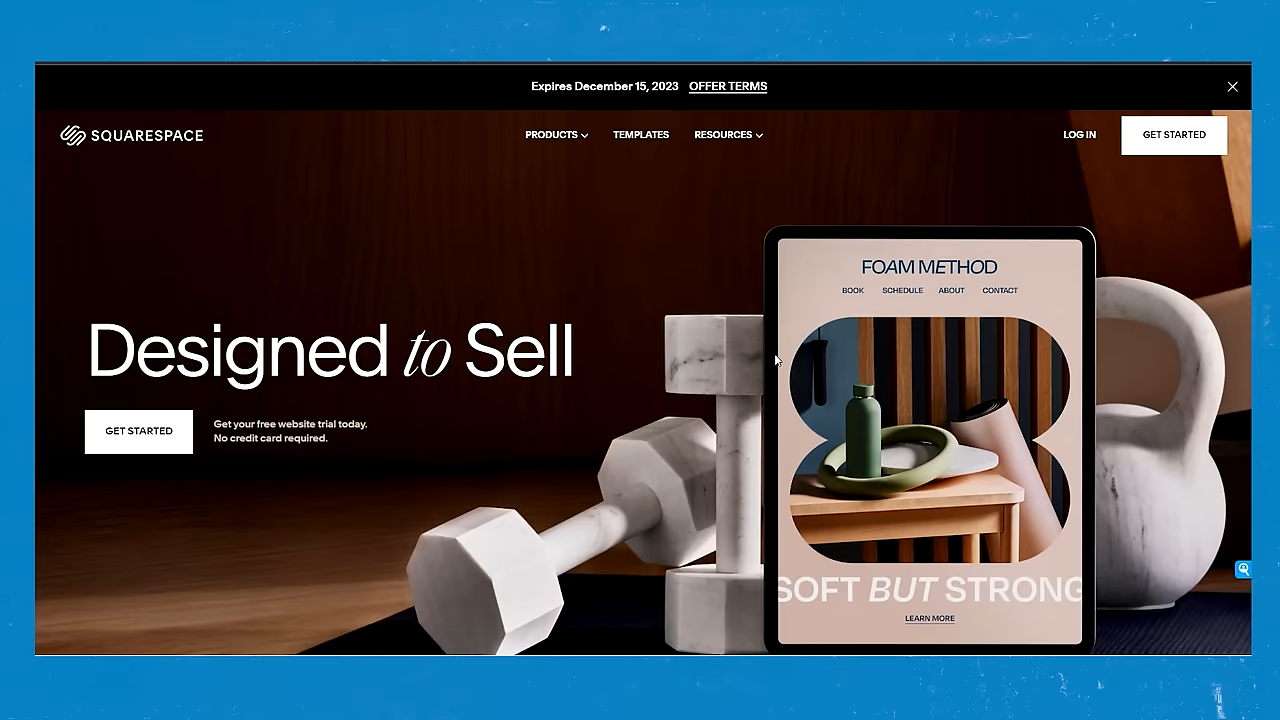 Expires December 15, 2023 OFFER TERMS
SQUARESPACE
PRODUCTS TEMPLATES RESOURCES
LOG IN
GET STARTED
Designed to Sell
GET STARTED
Get your free website trial today.
No credit card required.
FOAM METHOD
BOOK SCHEDULE ABOUT CONTACT
SOFT BUT STRONG
LEARN MORE